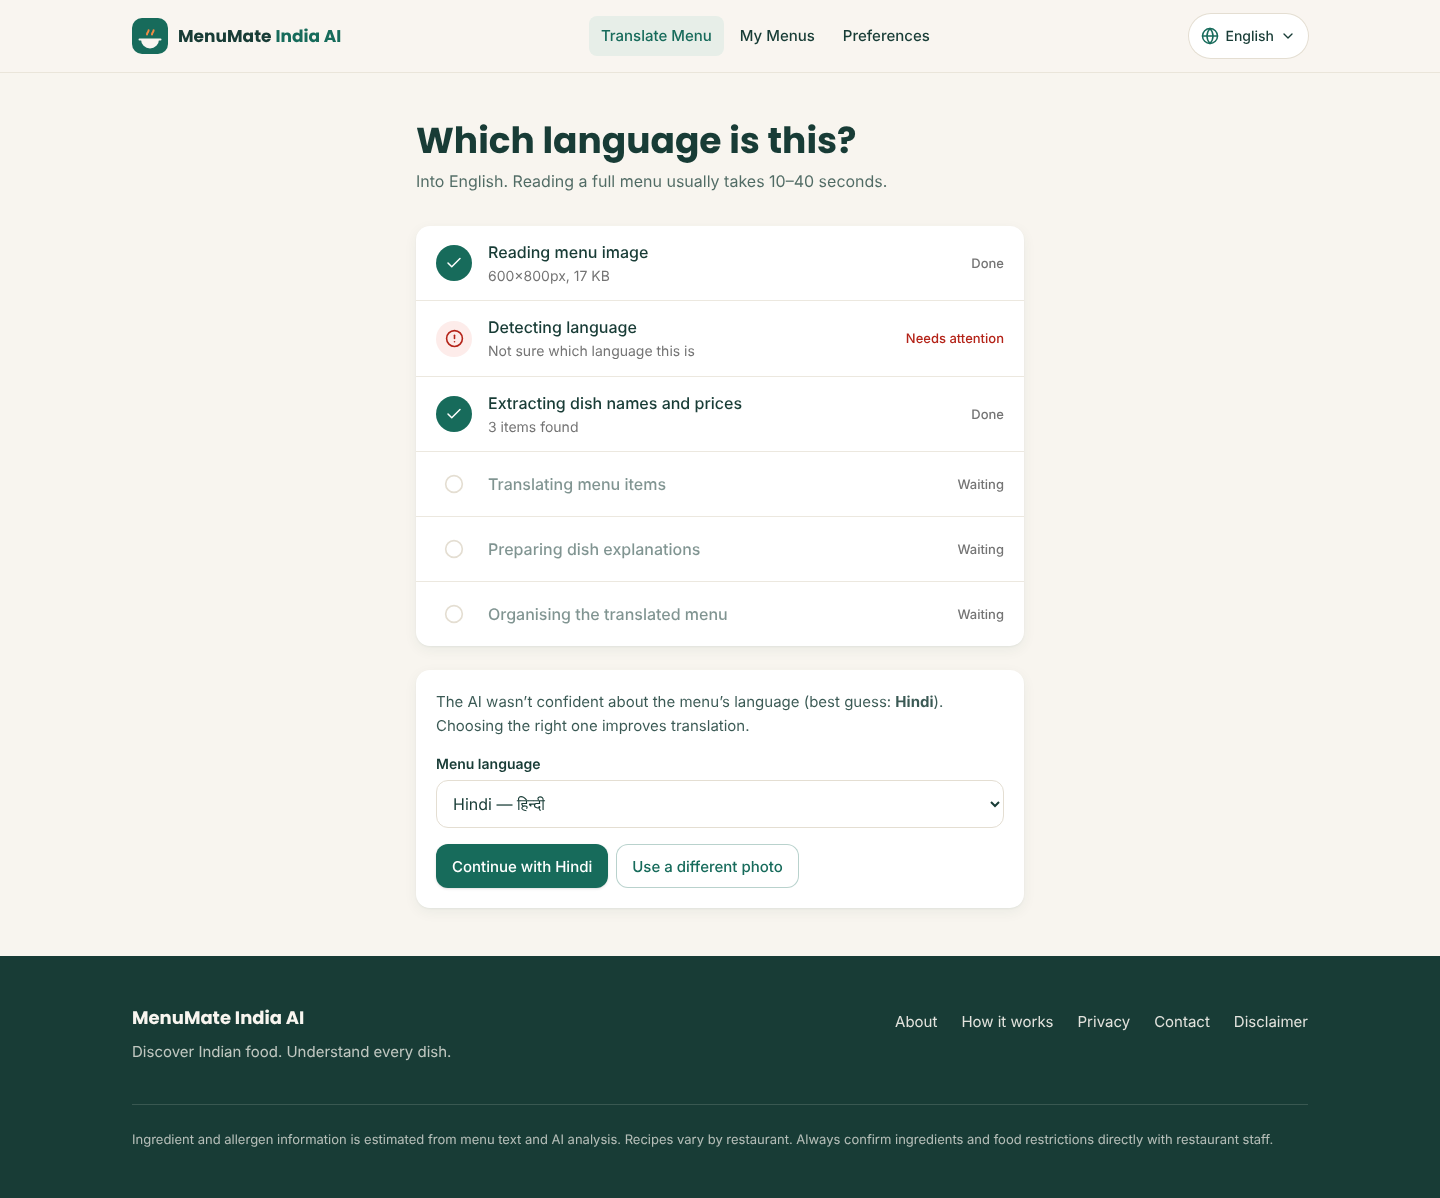 MenuMate India AI
Translate Menu
My Menus
Preferences
English
Which language is this?
Into English. Reading a full menu usually takes 10–40 seconds.
Reading menu image
600×800px, 17 KB
Done
Detecting language
Not sure which language this is
Needs attention
Extracting dish names and prices
3 items found
Done
Translating menu items
Waiting
Preparing dish explanations
Waiting
Organising the translated menu
Waiting
The AI wasn’t confident about the menu’s language (best guess: Hindi).
Choosing the right one improves translation.
Menu language
Hindi — हिन्दी
Continue with Hindi
Use a different photo
MenuMate India AI
Discover Indian food. Understand every dish.
About
How it works
Privacy
Contact
Disclaimer
Ingredient and allergen information is estimated from menu text and AI analysis. Recipes vary by restaurant. Always confirm ingredients and food restrictions directly with restaurant staff.